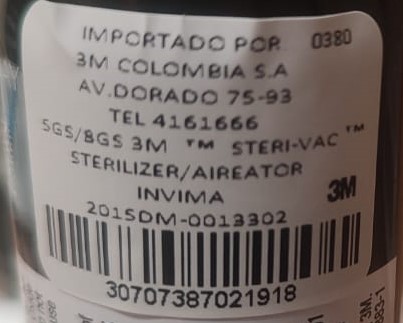 IMPORTADO POR 0380
3M COLOMBIA S.A
AV.DORADO 75-93
TEL 4161666
5GS/8GS 3M ™ STERI-VAC ™
STERILIZER/AIREATOR
INVIMA
3M
2015DM-0013302
30707387021918